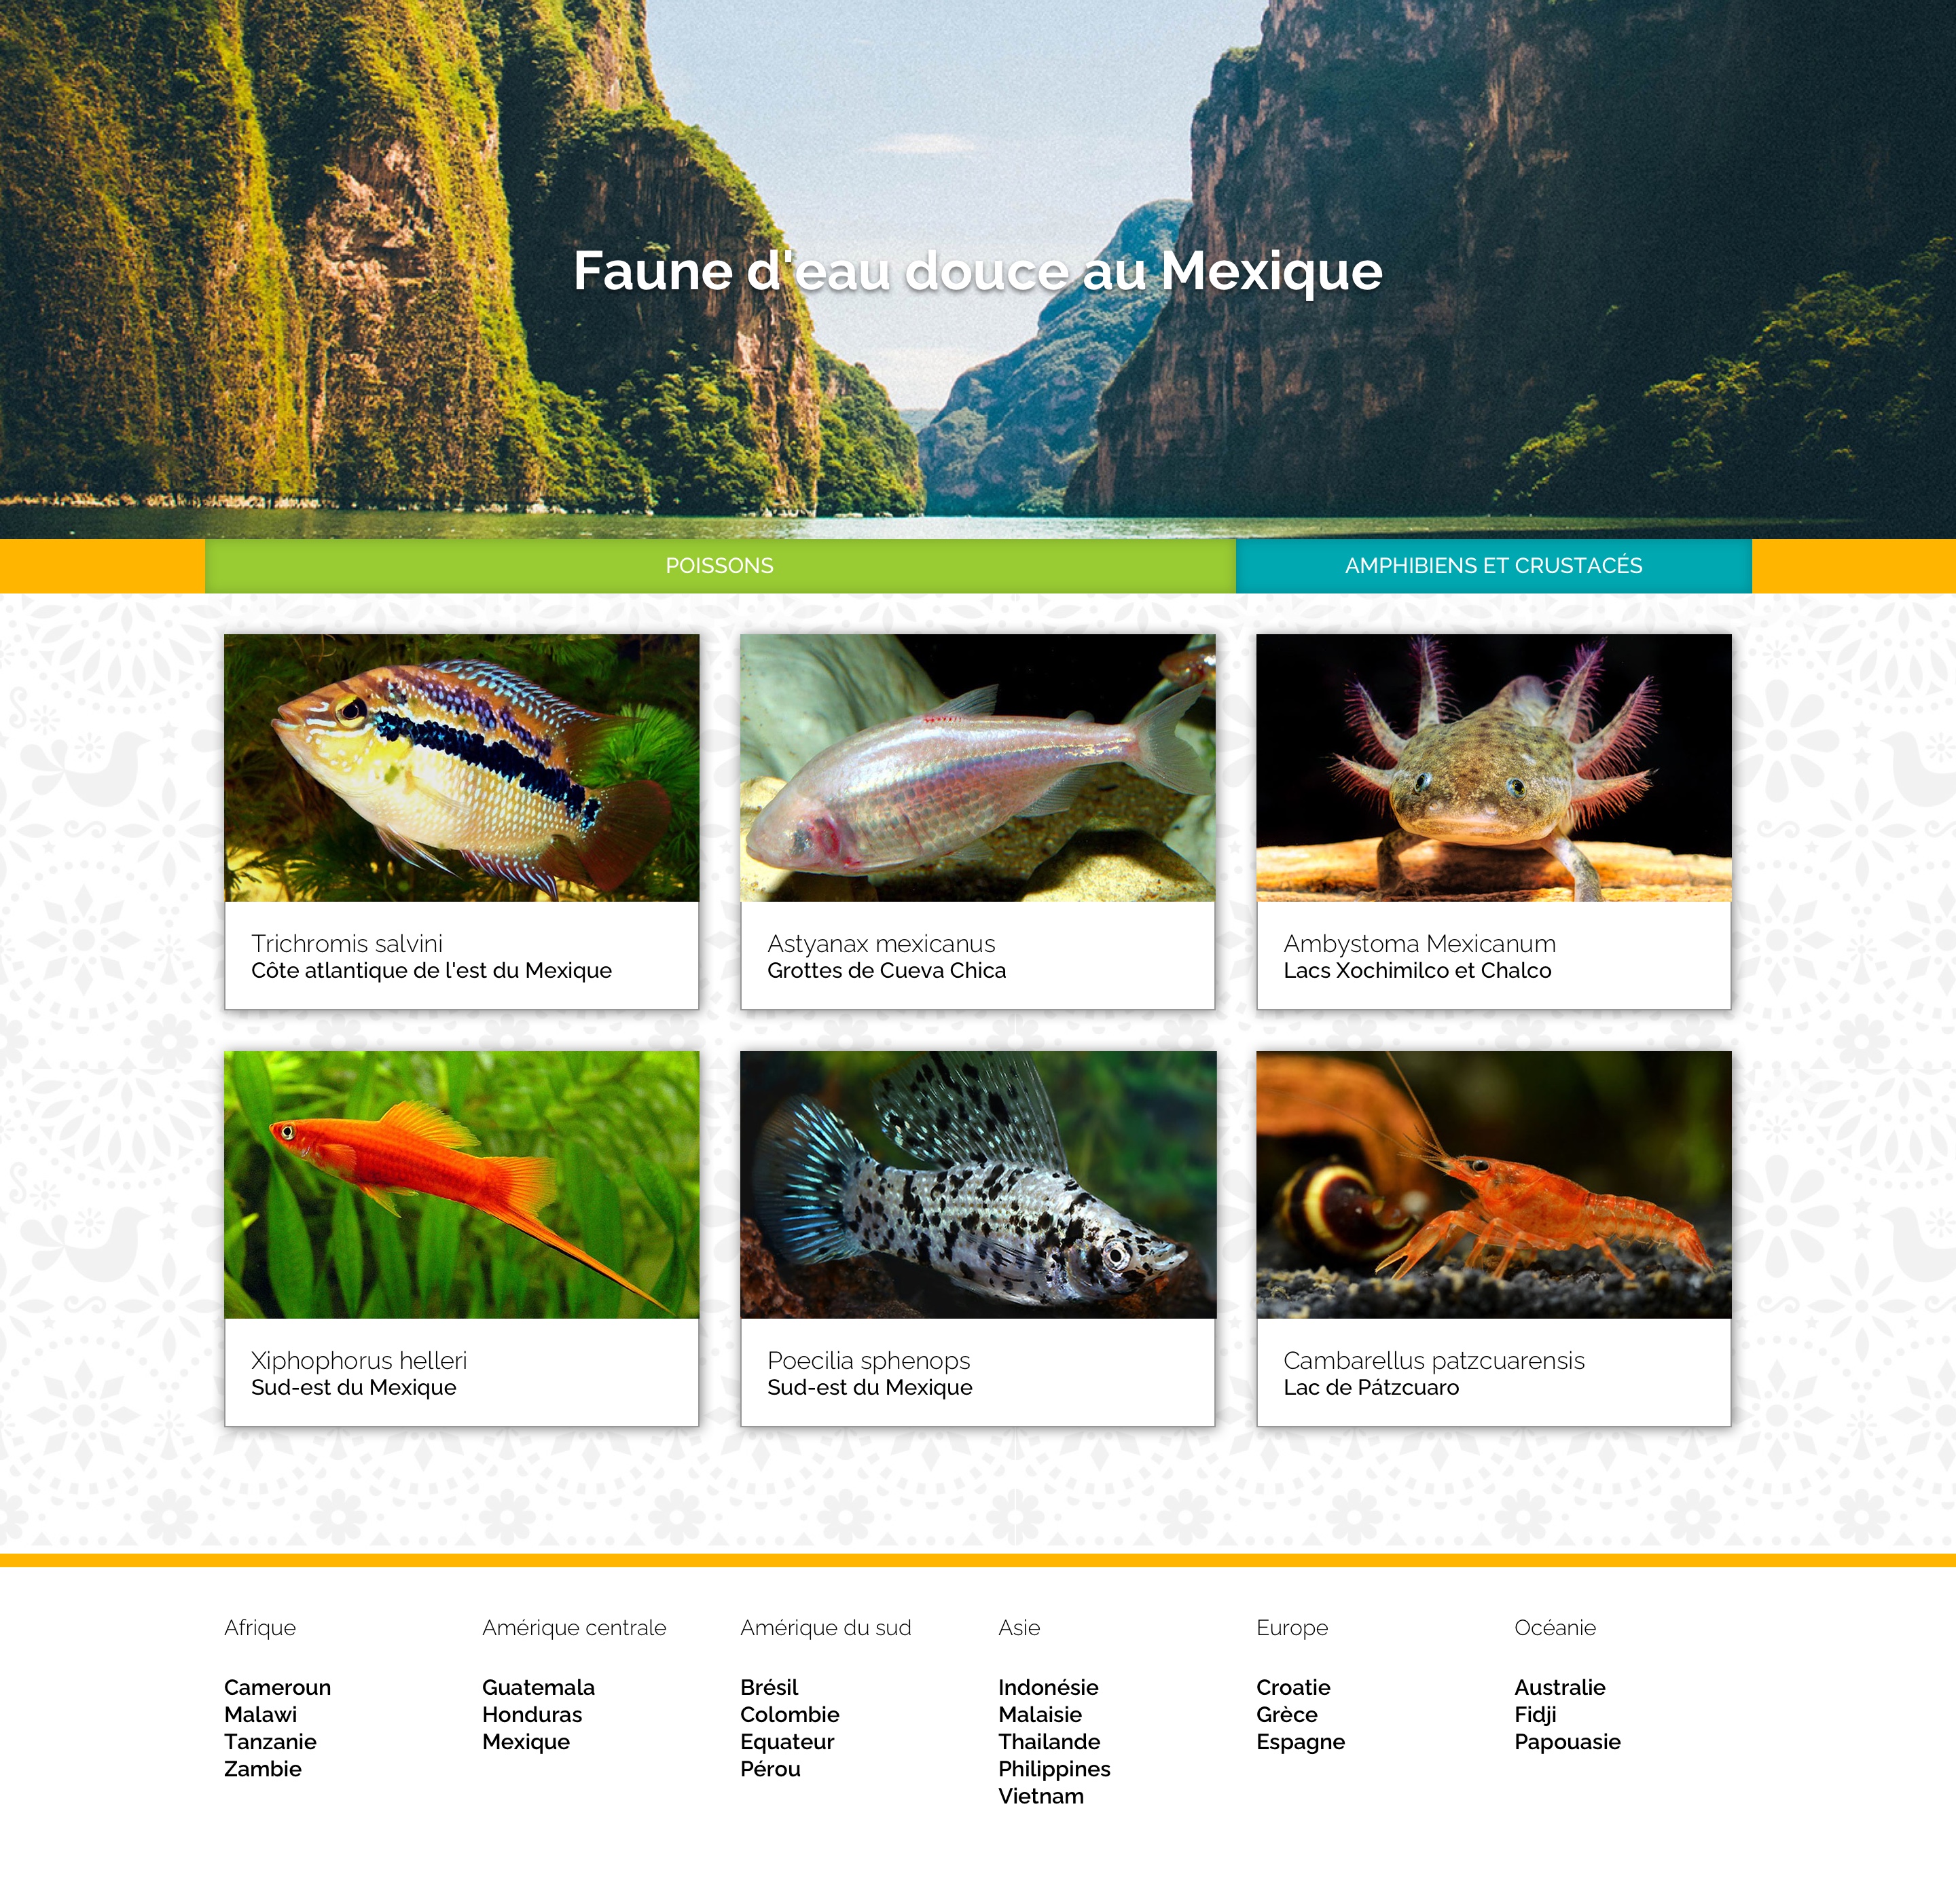 Faune d'eau douce au Mexique
POISSONS
AMPHIBIENS ET CRUSTACÉS
Trichromis salvini
Côte atlantique de l'est du Mexique
Astyanax mexicanus
Grottes de Cueva Chica
Ambystoma Mexicanum
Lacs Xochimilco et Chalco
Xiphophorus helleri
Sud-est du Mexique
Poecilia sphenops
Sud-est du Mexique
Cambarellus patzcuarensis
Lac de Pátzcuaro
Afrique
Cameroun
Malawi
Tanzanie
Zambie
Amérique centrale
Guatemala
Honduras
Mexique
Amérique du sud
Brésil
Colombie
Equateur
Pérou
Asie
Indonésie
Malaisie
Thailande
Philippines
Vietnam
Europe
Croatie
Grèce
Espagne
Océanie
Australie
Fidji
Papouasie